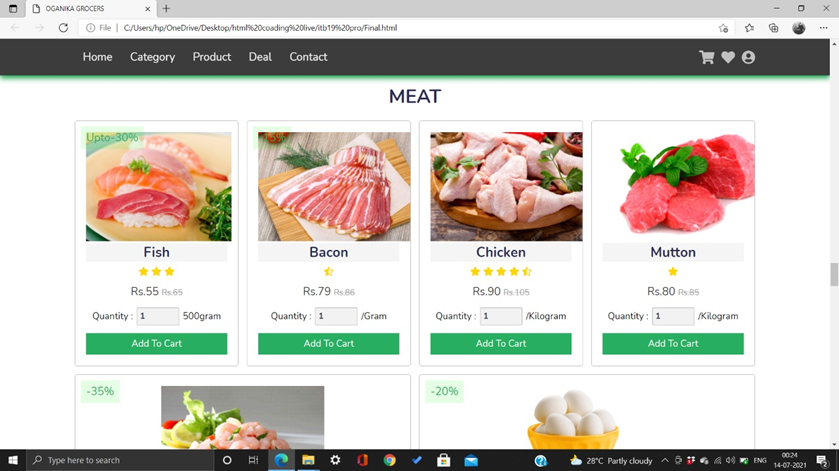 OGANIKA GROCERS
File | C:/Users/hp/OneDrive/Desktop/html%20coading%20live/itb19%20pro/Final.html
Home Category Product Deal Contact
MEAT
Upto-30%
Fish
Rs.55 Rs.65
Quantity : 1 500gram
Add To Cart
Bacon
Rs.79 Rs.86
Quantity : 1 /Gram
Add To Cart
Chicken
Rs.90 Rs.105
Quantity : 1 /Kilogram
Add To Cart
Mutton
Rs.80 Rs.85
Quantity : 1 /Kilogram
Add To Cart
-35%
-20%
Type here to search
28°C Partly cloudy
ENG
00:24
14-07-2021